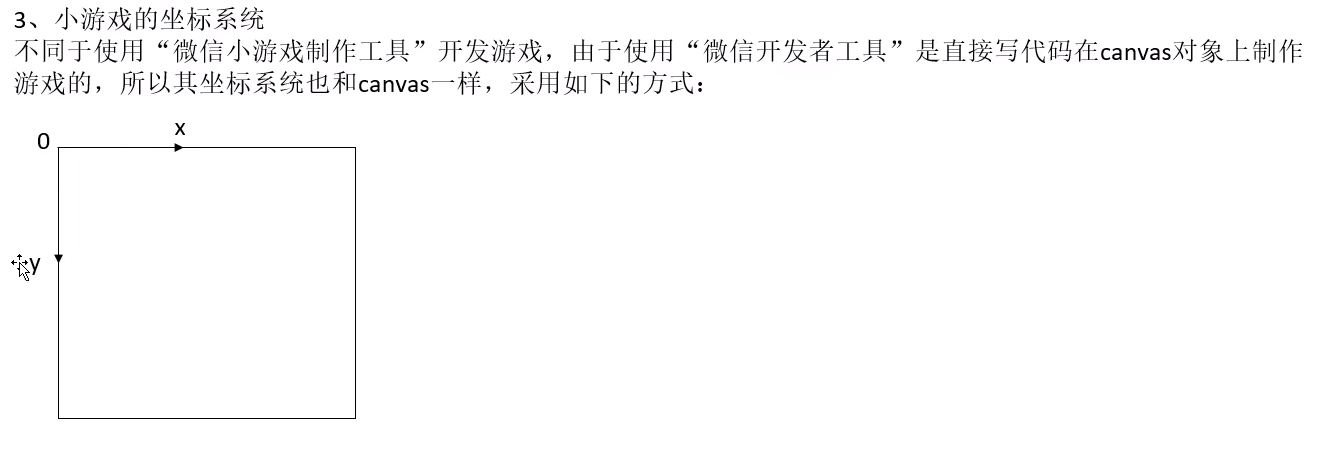 3、小游戏的坐标系统
不同于使用“微信小游戏制作工具”开发游戏，由于使用“微信开发者工具”是直接写代码在canvas对象上制作
游戏的，所以其坐标系统也和canvas一样，采用如下的方式：
x
0
y